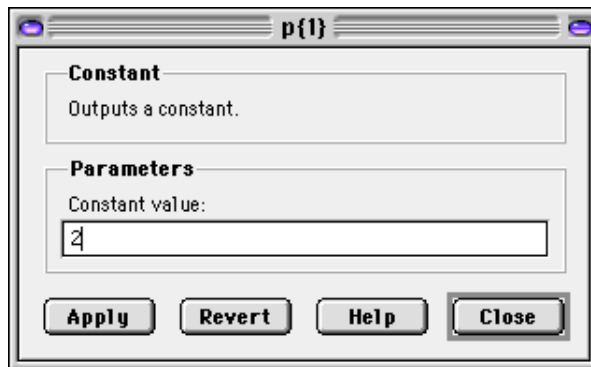 p{1}
Constant
Outputs a constant.
Parameters
Constant value:
2
Apply Revert Help Close